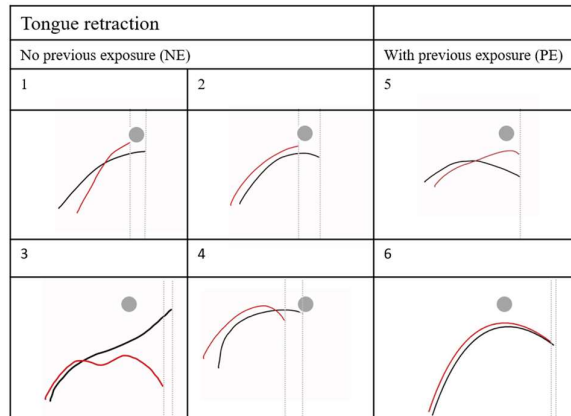 Tongue retraction
No previous exposure (NE) With previous exposure (PE)
1 2 5
3 4 6